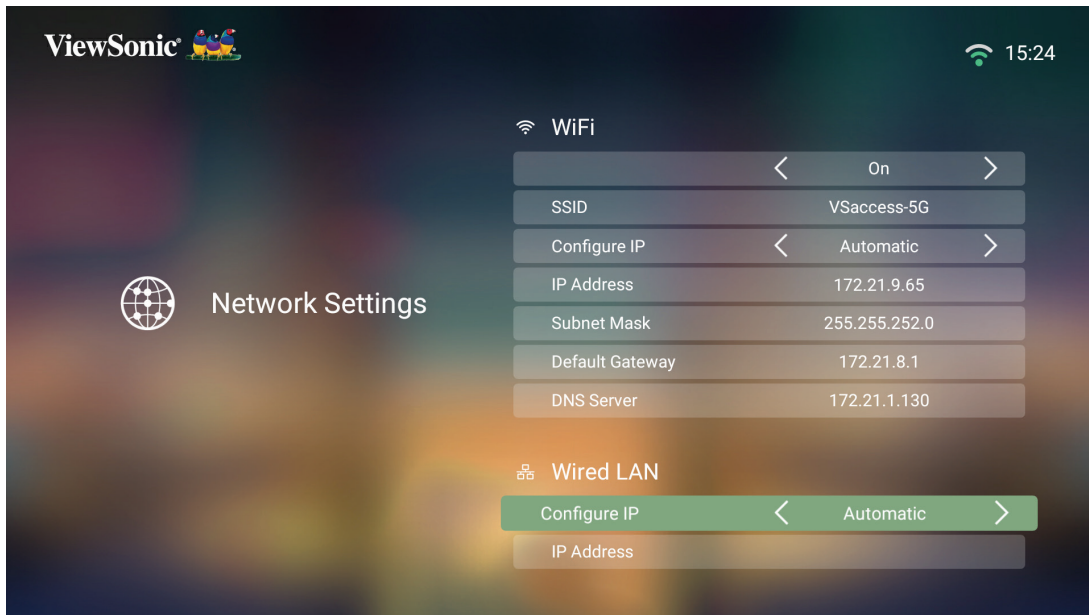 ViewSonic®
15:24
WiFi
On
SSID VSaccess-5G
Configure IP Automatic
IP Address 172.21.9.65
Subnet Mask 255.255.252.0
Default Gateway 172.21.8.1
DNS Server 172.21.1.130
Network Settings
Wired LAN
Configure IP Automatic
IP Address